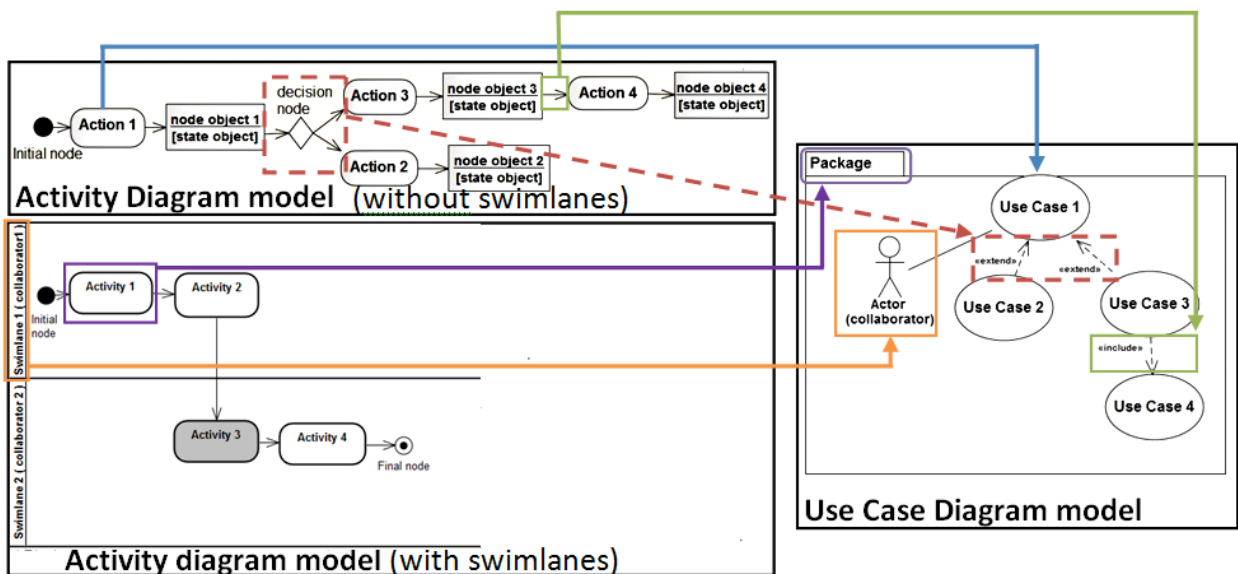 decision
node
Action 3
node object 3
[state object]
Action 4
node object 4
[state object]
Action 1
node object 1
[state object]
Initial node
Action 2
node object 2
[state object]
Activity Diagram model (without swimlanes)
Swimlane 1 ( collaborator1)
Activity 1
Activity 2
Initial
node
Swimlane 2 ( collaborator 2 )
Activity 3
Activity 4
Final node
Activity diagram model (with swimlanes)
Package
Use Case 1
«extend»
«extend»
Actor
(collaborator)
Use Case 2
Use Case 3
«include»
Use Case 4
Use Case Diagram model